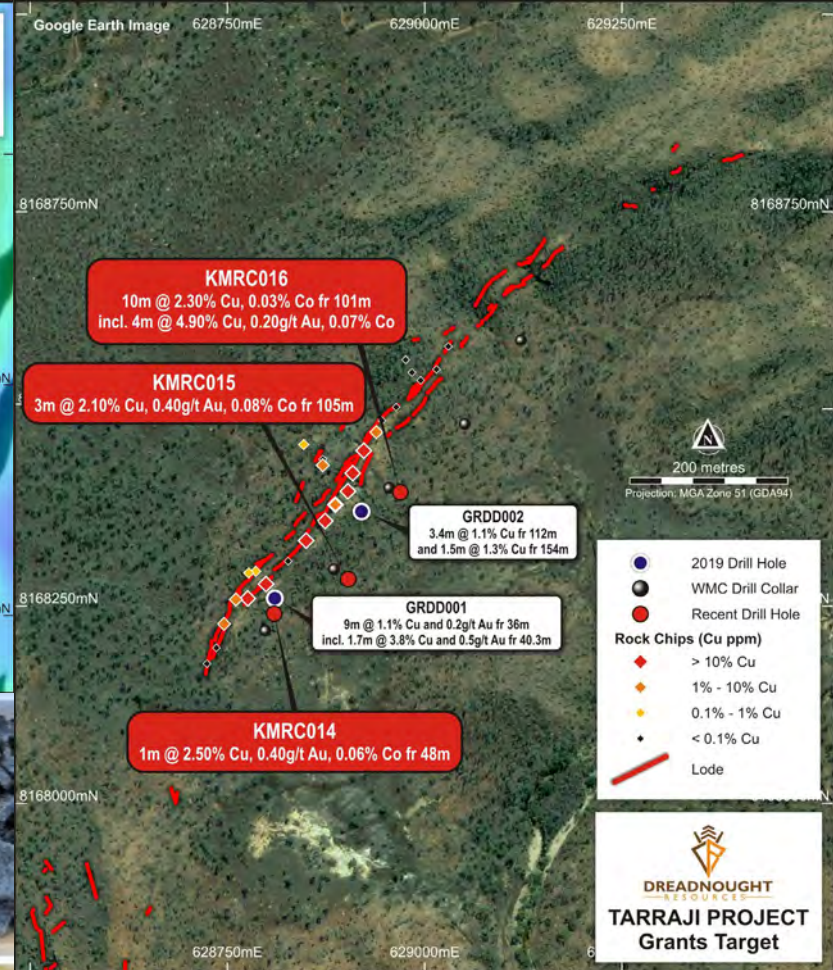 Google Earth Image
628750mE
629000mE
629250mE
8168750mN
8168750mN
KMRC016
10m @ 2.30% Cu, 0.03% Co fr 101m
incl. 4m @ 4.90% Cu, 0.20g/t Au, 0.07% Co
KMRC015
3m @ 2.10% Cu, 0.40g/t Au, 0.08% Co fr 105m
N
200 metres
Projection: MGA Zone 51 (GDA94)
GRDD002
3.4m @ 1.1% Cu fr 112m
and 1.5m @ 1.3% Cu fr 154m
GRDD001
9m @ 1.1% Cu and 0.2g/t Au fr 36m
incl. 1.7m @ 3.8% Cu and 0.5g/t Au fr 40.3m
8168250mN
2019 Drill Hole
WMC Drill Collar
Recent Drill Hole
Rock Chips (Cu ppm)
> 10% Cu
1% - 10% Cu
0.1% - 1% Cu
< 0.1% Cu
Lode
KMRC014
1m @ 2.50% Cu, 0.40g/t Au, 0.06% Co fr 48m
8168000mN
DREADNOUGHT
RESOURCES
TARRAJI PROJECT
Grants Target
628750mE
629000mE